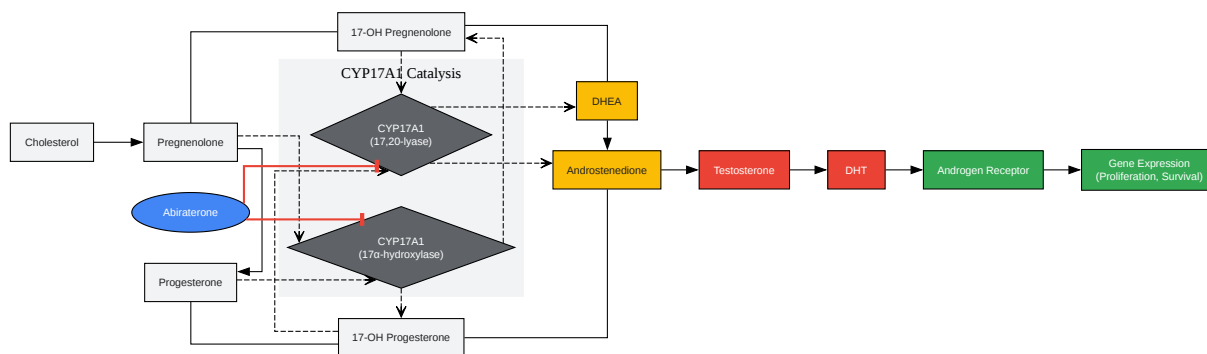 17-OH Pregnenolone
CYP17A1 Catalysis
DHEA
CYP17A1
(17,20-lyase)
Cholesterol
Pregnenolone
Androstenedione
Testosterone
DHT
Androgen Receptor
Gene Expression
(Proliferation, Survival)
Abiraterone
CYP17A1
(17α-hydroxylase)
Progesterone
17-OH Progesterone